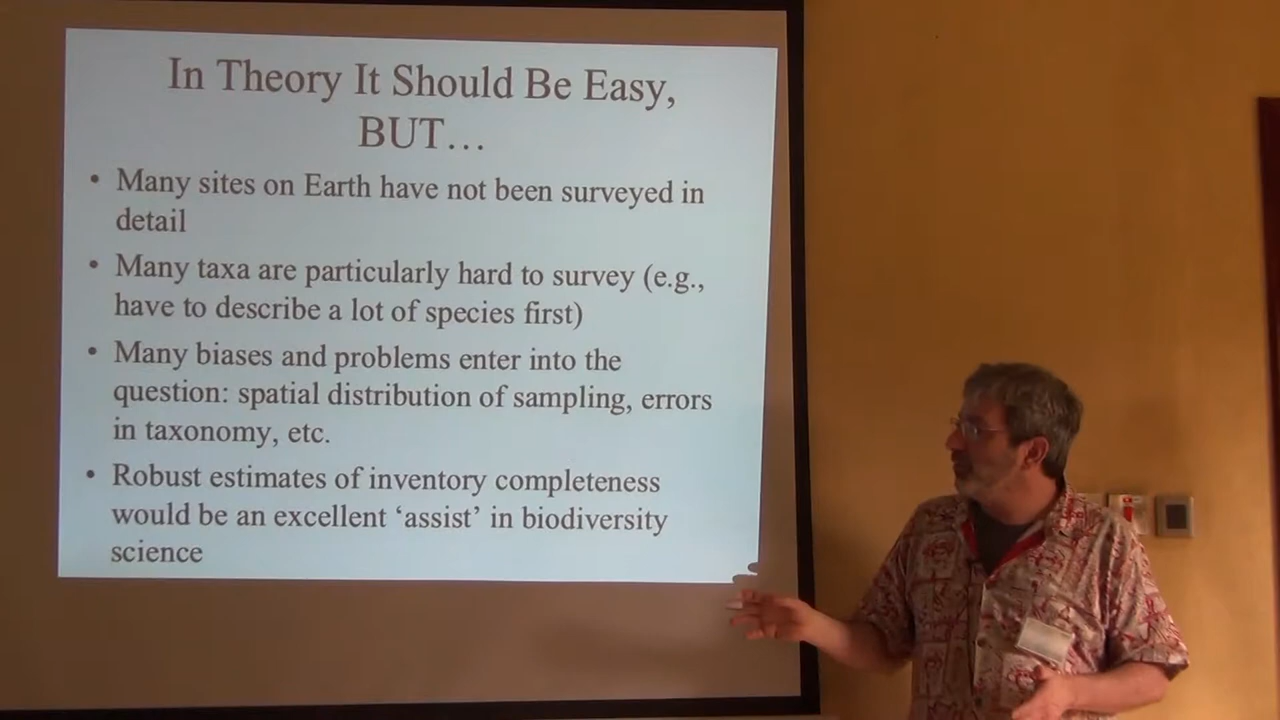 In Theory It Should Be Easy,
BUT…
• Many sites on Earth have not been surveyed in
detail
• Many taxa are particularly hard to survey (e.g.,
have to describe a lot of species first)
• Many biases and problems enter into the
question: spatial distribution of sampling, errors
in taxonomy, etc.
• Robust estimates of inventory completeness
would be an excellent ‘assist’ in biodiversity
science